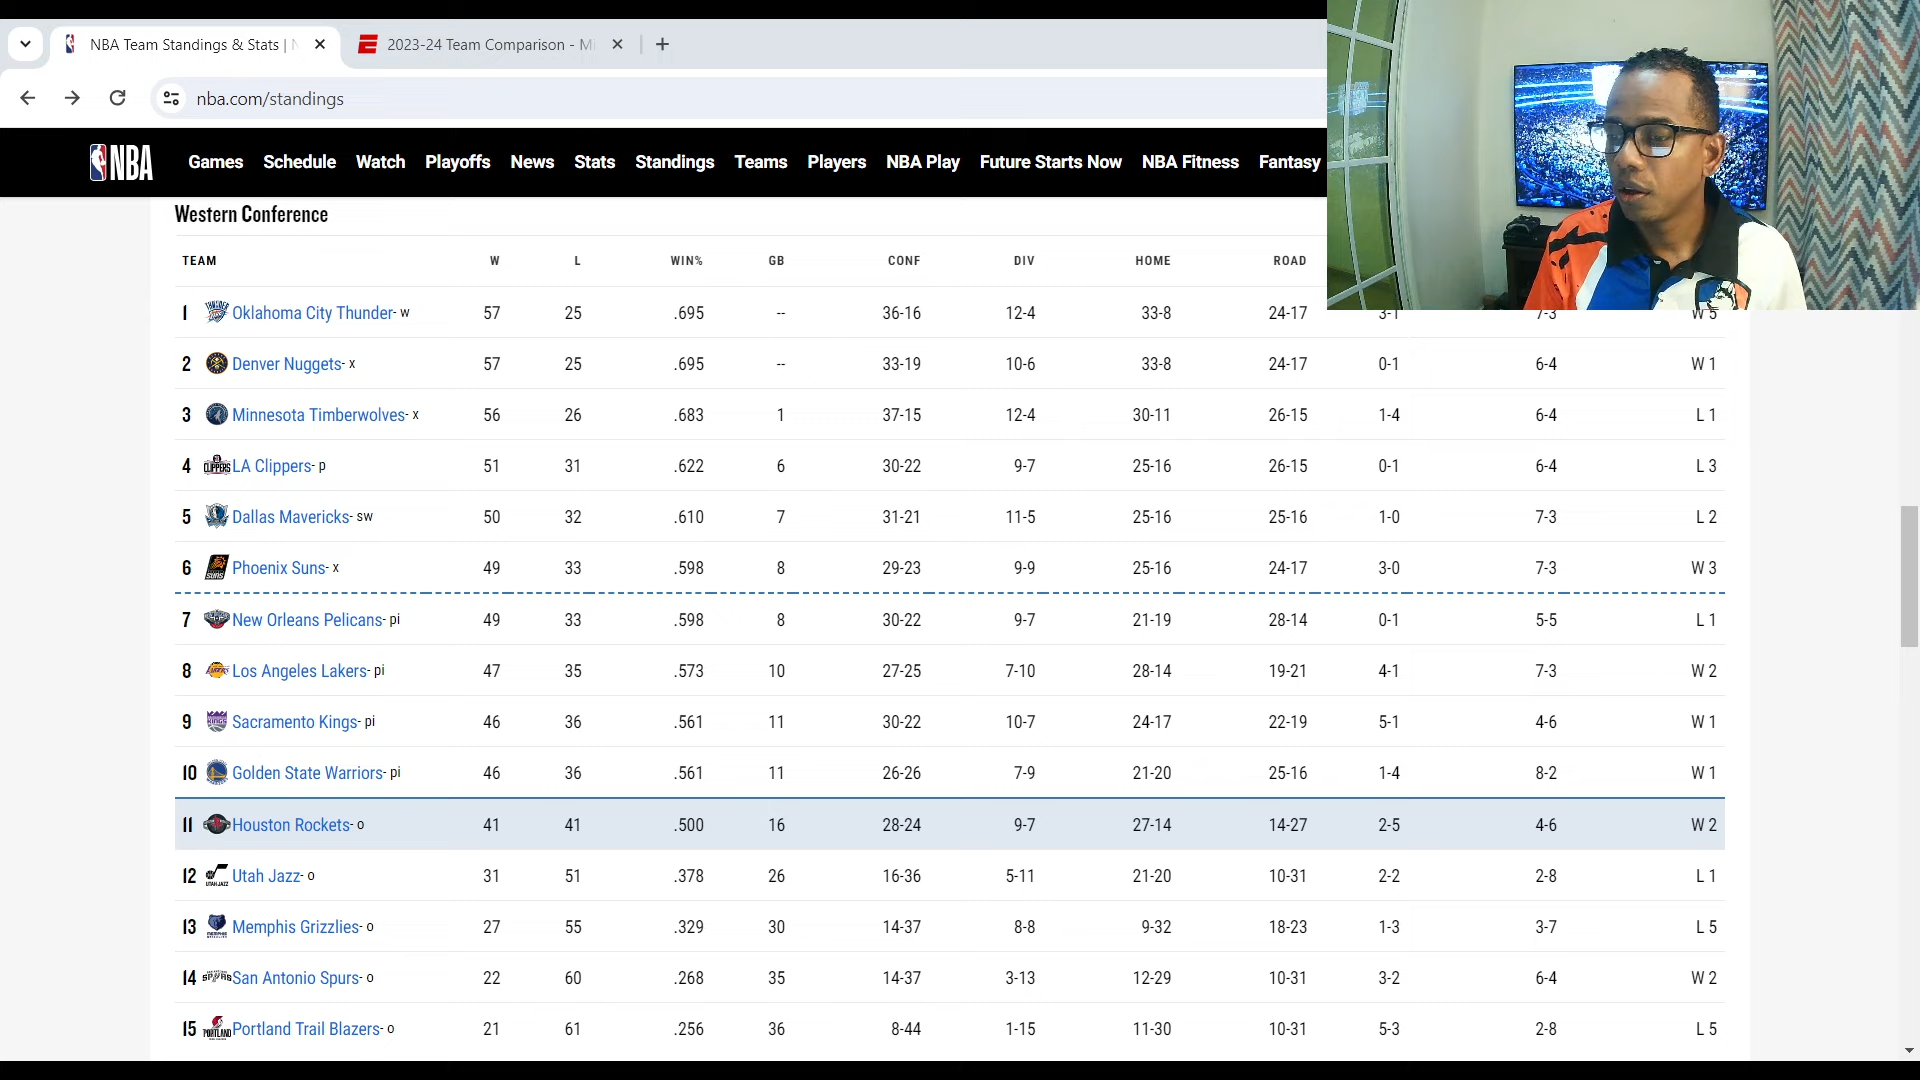 NBA Team Standings & Stats | N
2023-24 Team Comparison - Mi
nba.com/standings
NBA Games Schedule Watch Playoffs News Stats Standings Teams Players NBA Play Future Starts Now NBA Fitness Fantasy
Western Conference
TEAM W L WIN% GB CONF DIV HOME ROAD
1 Oklahoma City Thunder- w 57 25 .695 -- 36-16 12-4 33-8 24-17 3-1 7-3 W 5
2 Denver Nuggets- x 57 25 .695 -- 33-19 10-6 33-8 24-17 0-1 6-4 W 1
3 Minnesota Timberwolves- x 56 26 .683 1 37-15 12-4 30-11 26-15 1-4 6-4 L 1
4 CLIPPERS LA Clippers- p 51 31 .622 6 30-22 9-7 25-16 26-15 0-1 6-4 L 3
5 Dallas Mavericks- sw 50 32 .610 7 31-21 11-5 25-16 25-16 1-0 7-3 L 2
6 SUNS Phoenix Suns- x 49 33 .598 8 29-23 9-9 25-16 24-17 3-0 7-3 W 3
7 New Orleans Pelicans- pi 49 33 .598 8 30-22 9-7 21-19 28-14 0-1 5-5 L 1
8 Los Angeles Lakers- pi 47 35 .573 10 27-25 7-10 28-14 19-21 4-1 7-3 W 2
9 Sacramento Kings- pi 46 36 .561 11 30-22 10-7 24-17 22-19 5-1 4-6 W 1
10 Golden State Warriors- pi 46 36 .561 11 26-26 7-9 21-20 25-16 1-4 8-2 W 1
11 Houston Rockets- o 41 41 .500 16 28-24 9-7 27-14 14-27 2-5 4-6 W 2
12 UTAH JAZZ Utah Jazz- o 31 51 .378 26 16-36 5-11 21-20 10-31 2-2 2-8 L 1
13 Memphis Grizzlies- o 27 55 .329 30 14-37 8-8 9-32 18-23 1-3 3-7 L 5
14 SPURS San Antonio Spurs- o 22 60 .268 35 14-37 3-13 12-29 10-31 3-2 6-4 W 2
15 PORTLAND Portland Trail Blazers- o 21 61 .256 36 8-44 1-15 11-30 10-31 5-3 2-8 L 5